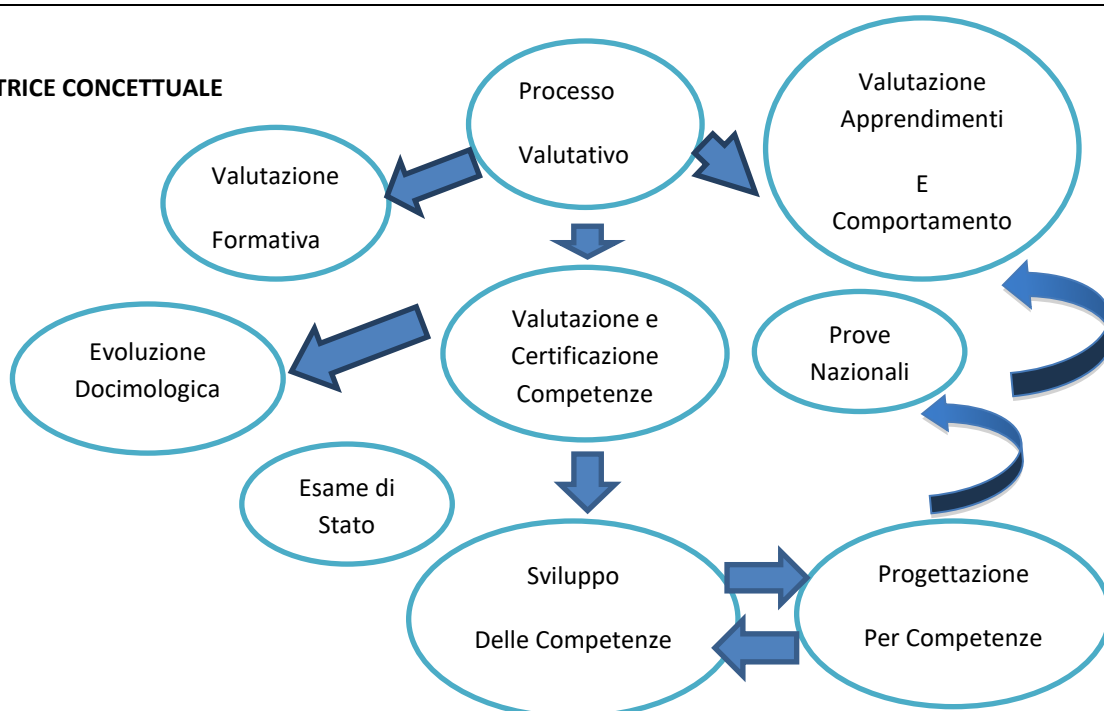 TRICE CONCETTUALE
Processo
Valutativo
Valutazione
Apprendimenti
E
Comportamento
Valutazione
Formativa
Valutazione e
Certificazione
Competenze
Prove
Nazionali
Evoluzione
Docimologica
Esame di
Stato
Sviluppo
Delle Competenze
Progettazione
Per Competenze